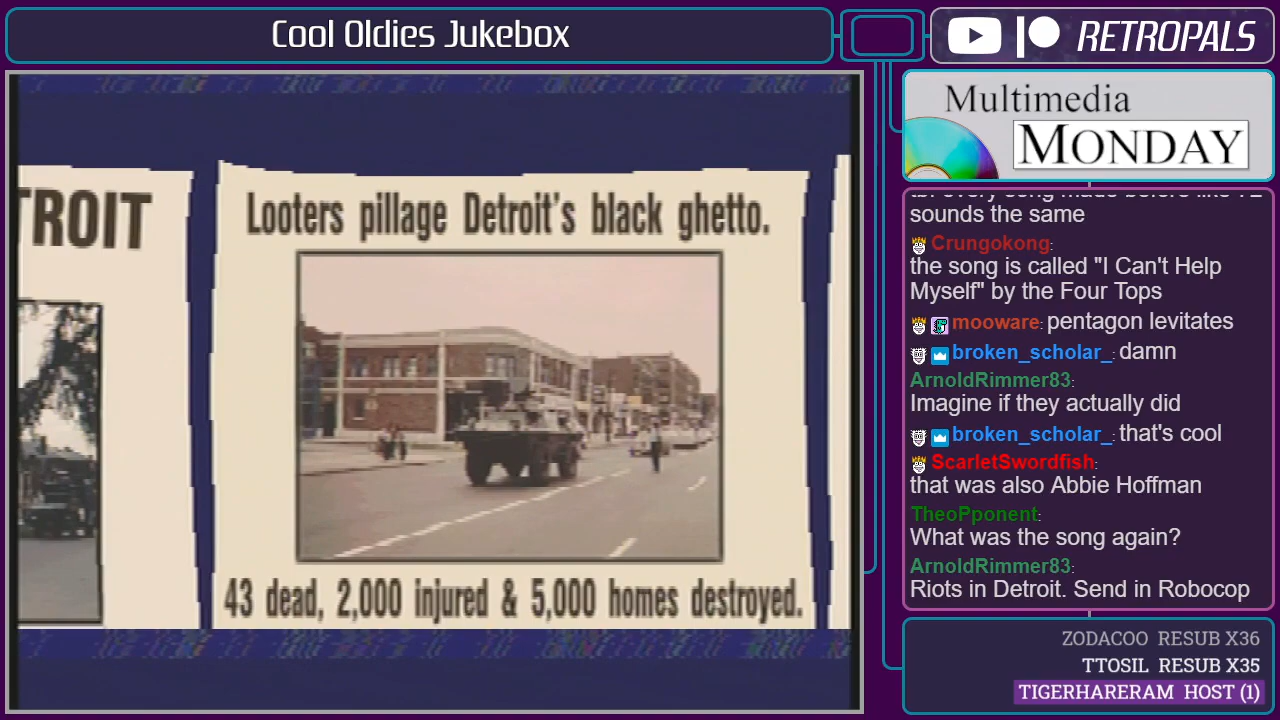 Cool Oldies Jukebox
RETROPALS
Multimedia
MONDAY
TROIT
Looters pillage Detroit's black ghetto.
43 dead, 2,000 injured & 5,000 homes destroyed.
sounds the same
Crungokong:
the song is called "I Can't Help
Myself" by the Four Tops
mooware: pentagon levitates
broken_scholar_: damn
ArnoldRimmer83:
Imagine if they actually did
broken_scholar_: that's cool
ScarletSwordfish:
that was also Abbie Hoffman
TheoPponent:
What was the song again?
ArnoldRimmer83:
Riots in Detroit. Send in Robocop
ZODACOO RESUB X36
TTOSIL RESUB X35
TIGERHARERAM HOST (1)